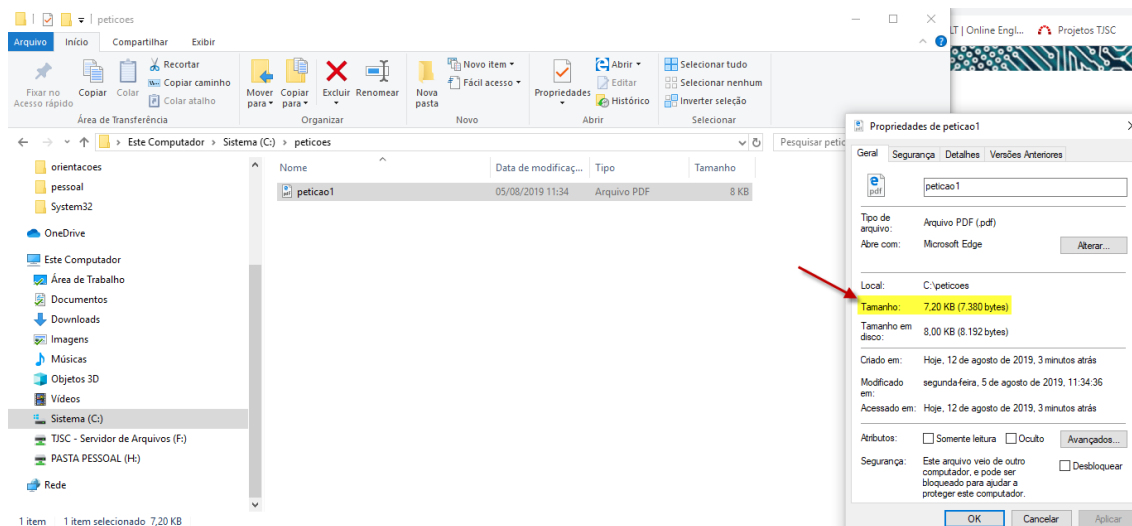 peticoes
Arquivo Início Compartilhar Exibir
Fixar no Acesso rápido
Copiar
Colar
Recortar
Copiar caminho
Colar atalho
Área de Transferência
Mover para
Copiar para
Excluir
Renomear
Organizar
Nova pasta
Novo item
Fácil acesso
Novo
Propriedades
Abrir
Editar
Histórico
Abrir
Selecionar tudo
Selecionar nenhum
Inverter seleção
Selecionar
LT | Online Engl... Projetos TJSC
Este Computador > Sistema (C:) > peticoes
Pesquisar petic
orientacoes
pessoal
System32
OneDrive
Este Computador
Área de Trabalho
Documentos
Downloads
Imagens
Músicas
Objetos 3D
Vídeos
Sistema (C:)
TJSC - Servidor de Arquivos (F:)
PASTA PESSOAL (H:)
Rede
Nome Data de modificaç... Tipo Tamanho
peticao1 05/08/2019 11:34 Arquivo PDF 8 KB
1 item 1 item selecionado 7,20 KB
Propriedades de peticao1
Geral Segurança Detalhes Versões Anteriores
pdf
peticao1
Tipo de arquivo: Arquivo PDF (.pdf)
Abre com: Microsoft Edge Alterar...
Local: C:\peticoes
Tamanho: 7,20 KB (7.380 bytes)
Tamanho em disco: 8,00 KB (8.192 bytes)
Criado em: Hoje, 12 de agosto de 2019, 3 minutos atrás
Modificado em: segunda-feira, 5 de agosto de 2019, 11:34:36
Acessado em: Hoje, 12 de agosto de 2019, 3 minutos atrás
Atributos: Somente leitura Oculto Avançados...
Segurança: Este arquivo veio de outro
computador, e pode ser
bloqueado para ajudar a
proteger este computador.
Desbloquear
OK Cancelar Aplicar